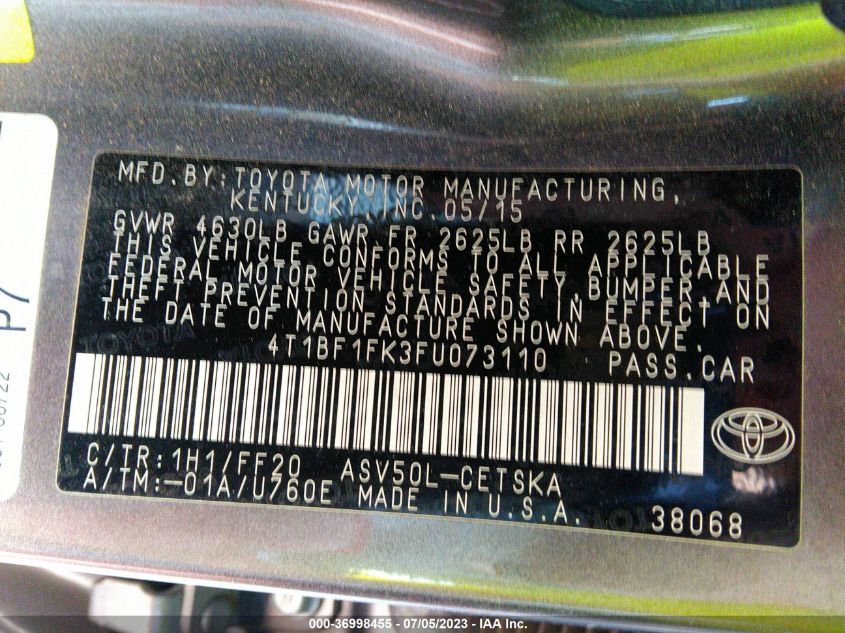 MFD.BY:TOYOTA MOTOR MANUFACTURING,
KENTUCKY,INC.05/15
GVWR 4630LB GAWR FR 2625LB RR 2625LB
THIS VEHICLE CONFORMS TO ALL APPLICABLE
FEDERAL MOTOR VEHICLE SAFETY,BUMPER,AND
THEFT PREVENTION STANDARDS IN EFFECT ON
THE DATE OF MANUFACTURE SHOWN ABOVE.
4T1BF1FK3FU073110 PASS.CAR
C/TR:1H1/FF20 ASV50L-CETSKA
A/TM:-01A/U760E MADE IN U.S.A.
38068
000-36998455 - 07/05/2023 - IAA Inc.